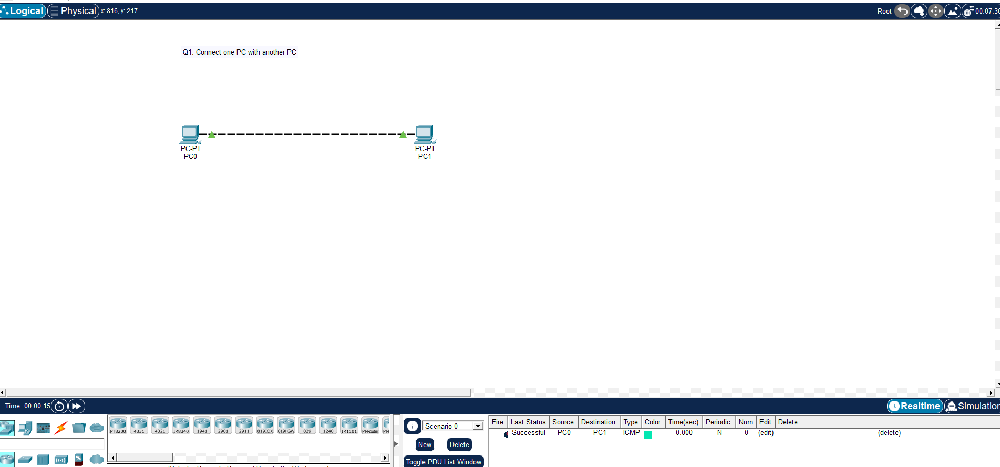 Logical Physical x: 816, y: 217 Root 00:07:30
Q1. Connect one PC with another PC
PC-PT PC-PT
PC0 PC1
Time: 00:00:15 Realtime Simulation
PT8200 4331 4321 IR8340 1941 2901 2911 819IOX 819HGW 829 1240 IR1101 PT-Router
Scenario 0
New Delete
Toggle PDU List Window
Fire Last Status Source Destination Type Color Time(sec) Periodic Num Edit Delete
Successful PC0 PC1 ICMP 0.000 N 0 (edit) (delete)